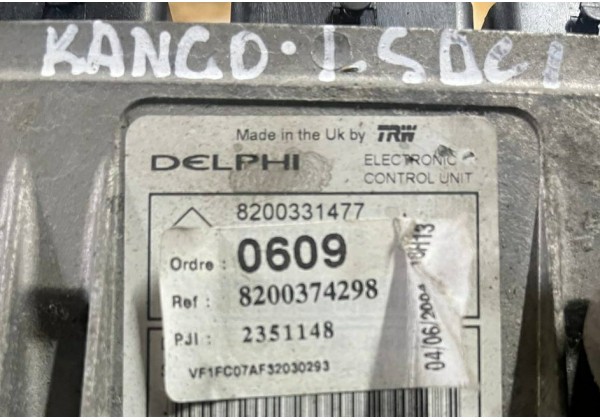 KANGO·1.5DCI
Made in the Uk by TRW
DELPHI
ELECTRONIC
CONTROL UNIT
8200331477
Ordre : 0609
Ref : 8200374298
PJI : 2351148
VF1FC07AF32030293
04/06/